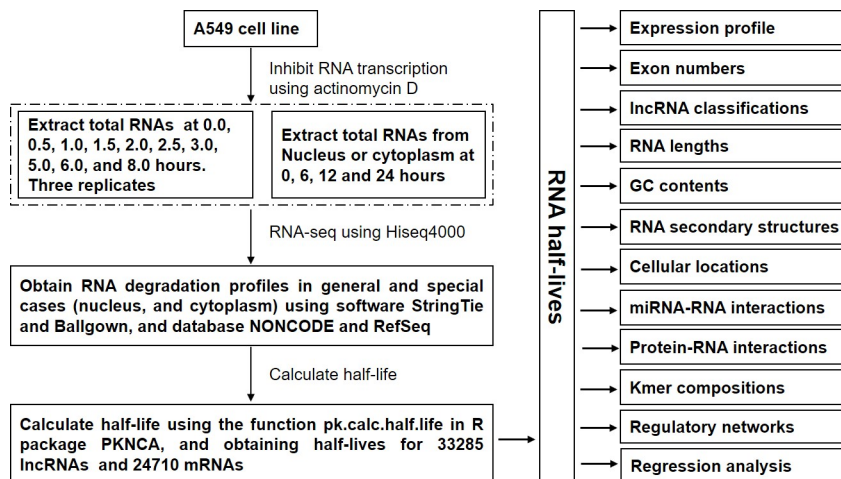 A549 cell line
Inhibit RNA transcription
using actinomycin D
Extract total RNAs at 0.0,
0.5, 1.0, 1.5, 2.0, 2.5, 3.0,
5.0, 6.0, and 8.0 hours.
Three replicates
Extract total RNAs from
Nucleus or cytoplasm at
0, 6, 12 and 24 hours
RNA-seq using Hiseq4000
Obtain RNA degradation profiles in general and special
cases (nucleus, and cytoplasm) using software StringTie
and Ballgown, and database NONCODE and RefSeq
Calculate half-life
Calculate half-life using the function pk.calc.half.life in R
package PKNCA, and obtaining half-lives for 33285
lncRNAs and 24710 mRNAs
RNA half-lives
Expression profile
Exon numbers
lncRNA classifications
RNA lengths
GC contents
RNA secondary structures
Cellular locations
miRNA-RNA interactions
Protein-RNA interactions
Kmer compositions
Regulatory networks
Regression analysis